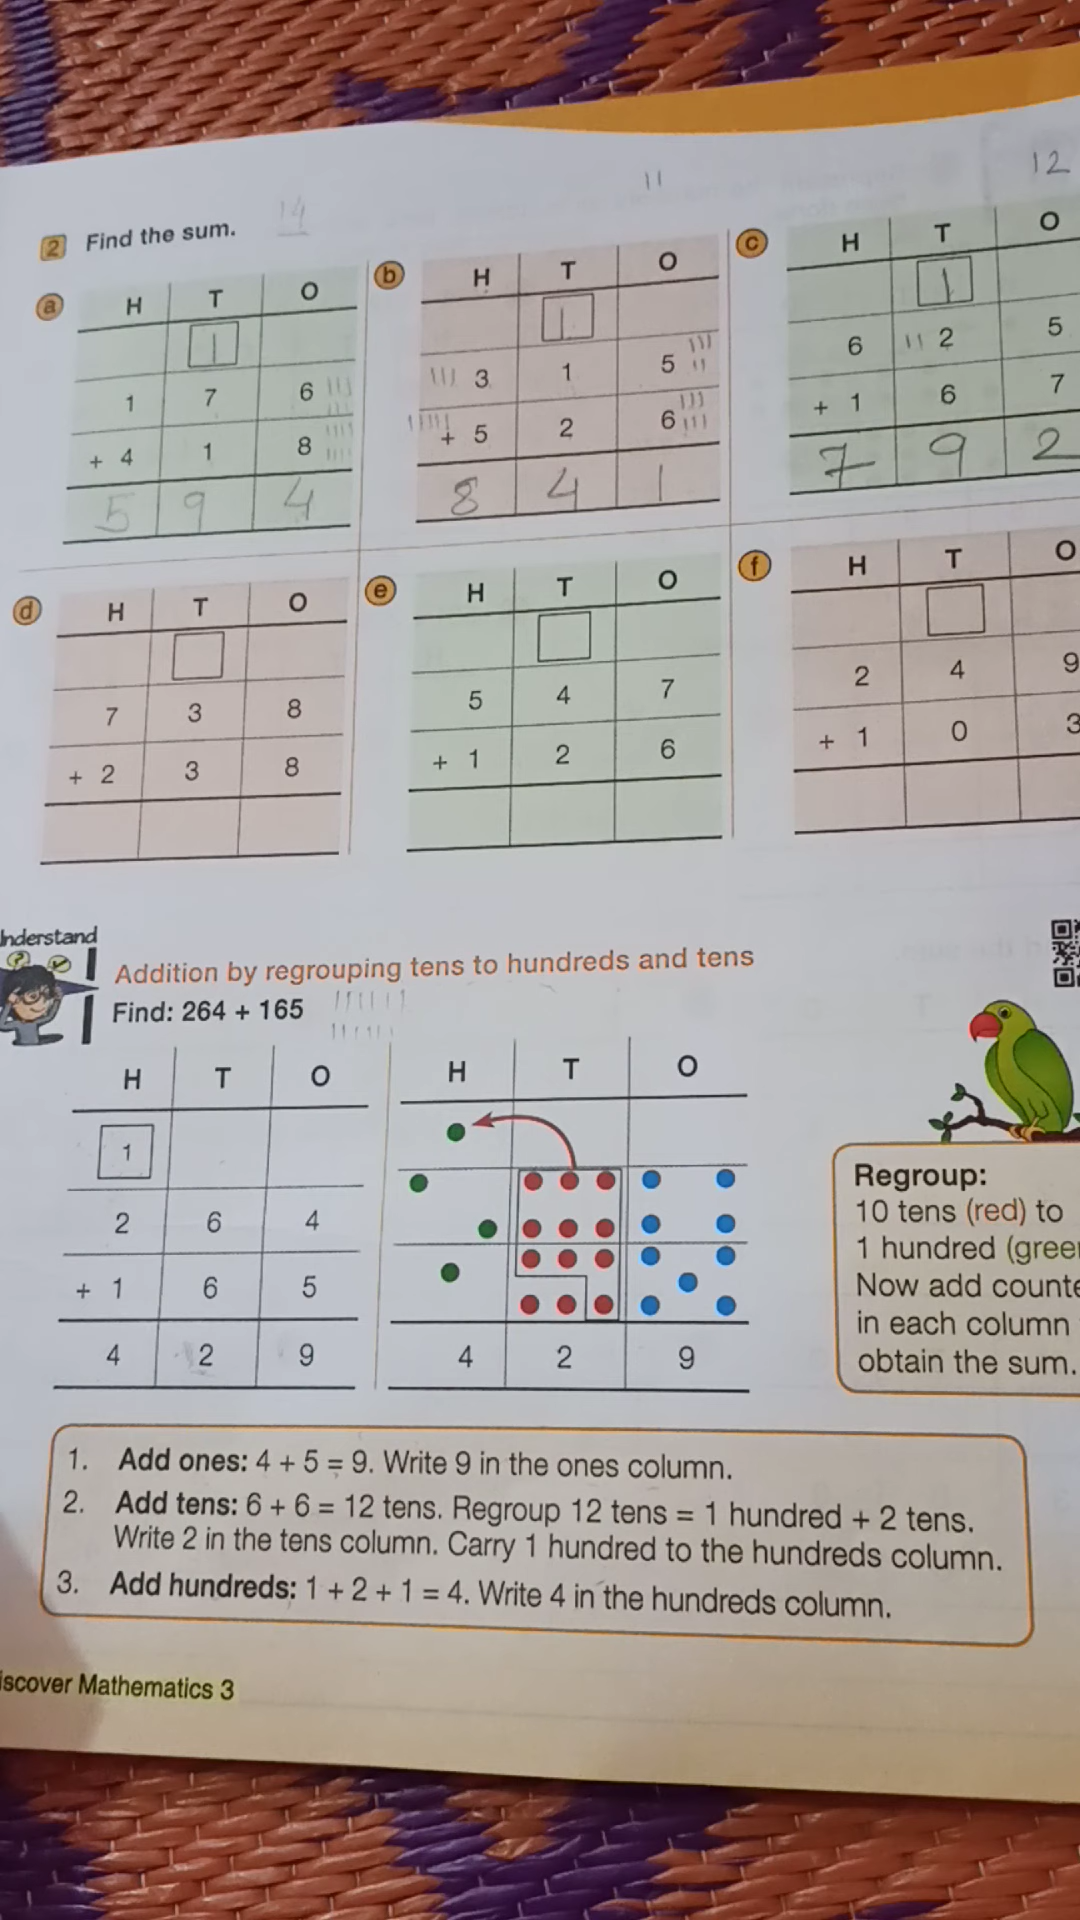 11
12
2 Find the sum. 14
a
H T O
1
1 7 6
+ 4 1 8
5 9 4
b
H T O
1
3 1 5
+ 5 2 6
8 4 1
c
H T O
1
6 2 5
+ 1 6 7
7 9 2
d
H T O
7 3 8
+ 2 3 8
e
H T O
5 4 7
+ 1 2 6
f
H T O
2 4 9
+ 1 0 3
Understand
Addition by regrouping tens to hundreds and tens
Find: 264 + 165
H T O
1
2 6 4
+ 1 6 5
4 2 9
H T O
4 2 9
Regroup:
10 tens (red) to
1 hundred (green
Now add counte
in each column
obtain the sum.
1. Add ones: 4 + 5 = 9. Write 9 in the ones column.
2. Add tens: 6 + 6 = 12 tens. Regroup 12 tens = 1 hundred + 2 tens.
Write 2 in the tens column. Carry 1 hundred to the hundreds column.
3. Add hundreds: 1 + 2 + 1 = 4. Write 4 in the hundreds column.
iscover Mathematics 3